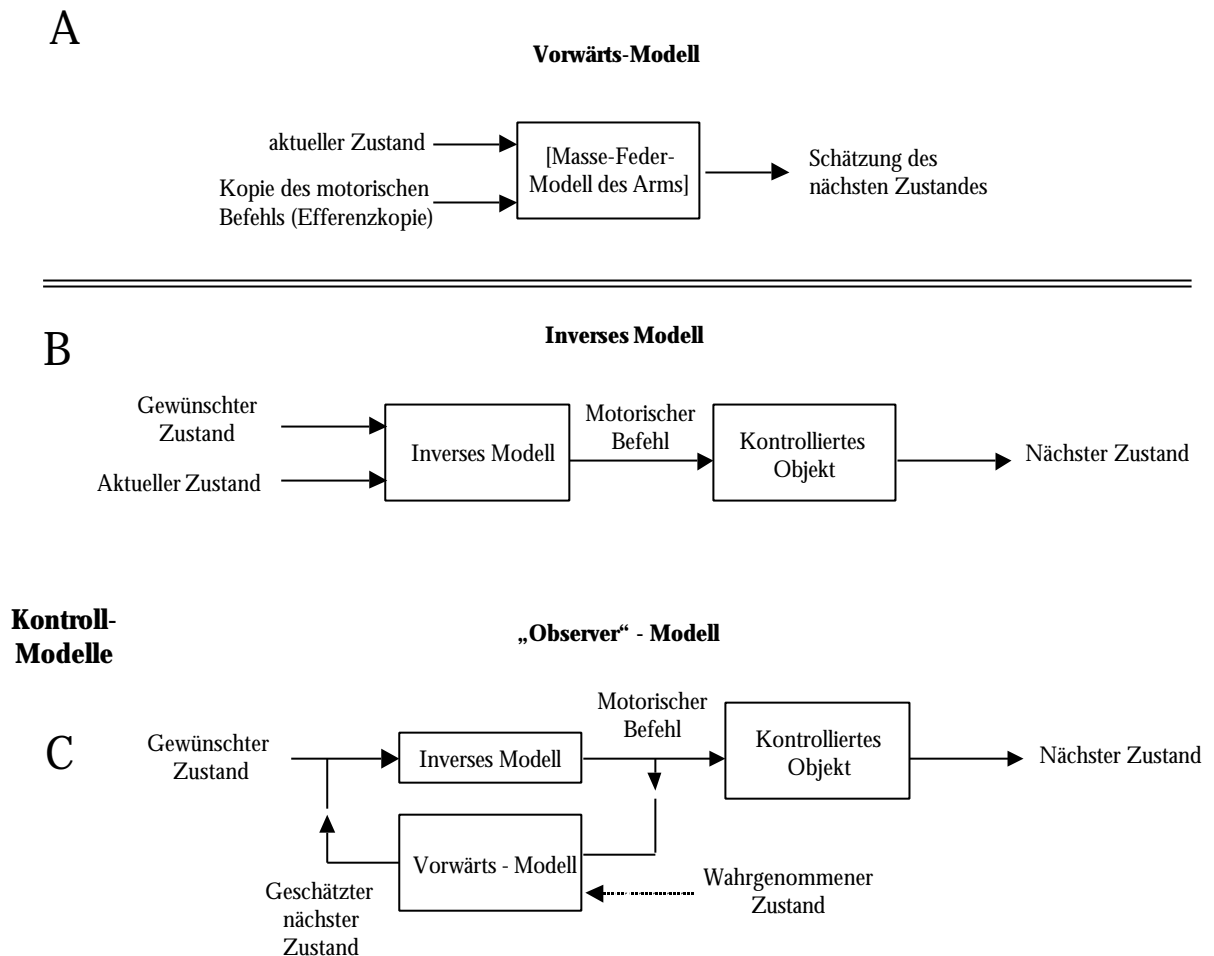 A
Vorwärts-Modell
aktueller Zustand
Kopie des motorischen
Befehls (Efferenzkopie)
[Masse-Feder-
Modell des Arms]
Schätzung des
nächsten Zustandes
B
Inverses Modell
Gewünschter
Zustand
Aktueller Zustand
Inverses Modell
Motorischer
Befehl
Kontrolliertes
Objekt
Nächster Zustand
Kontroll-
Modelle
„Observer“ - Modell
C
Gewünschter
Zustand
Inverses Modell
Motorischer
Befehl
Kontrolliertes
Objekt
Nächster Zustand
Vorwärts - Modell
Geschätzter
nächster
Zustand
Wahrgenommener
Zustand